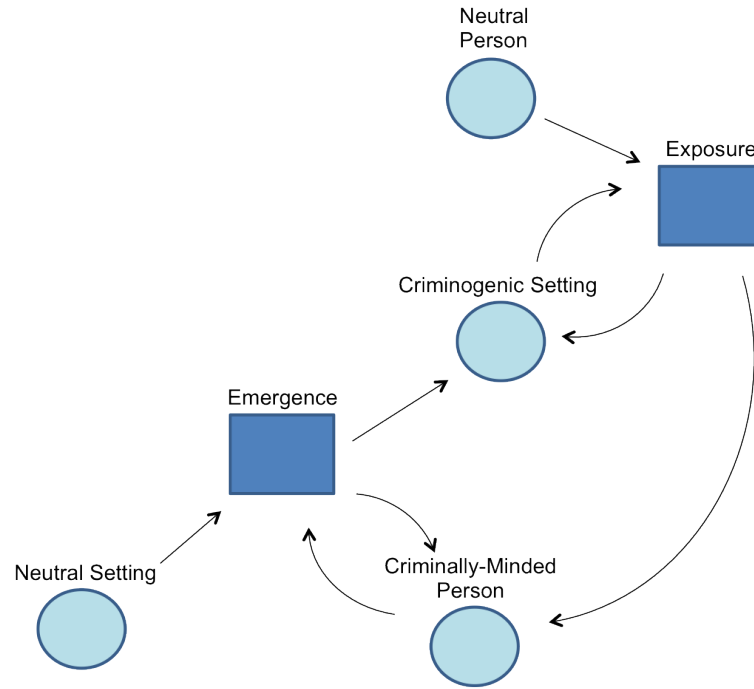 Neutral
Person
Exposure
Criminogenic Setting
Emergence
Criminally-Minded
Person
Neutral Setting